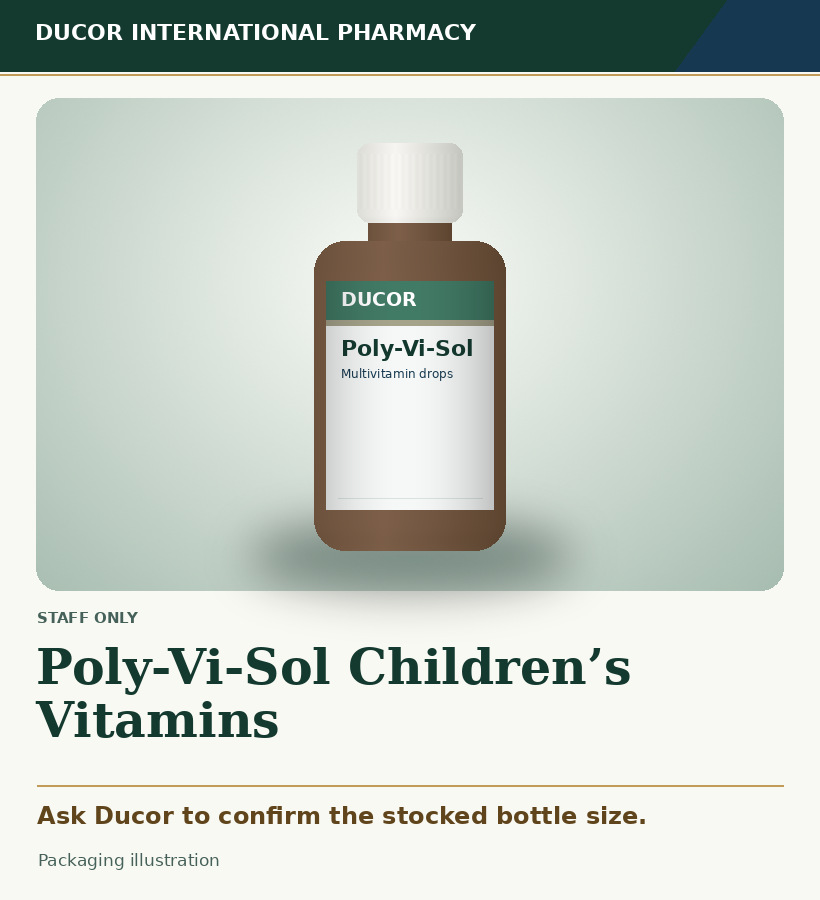 DUCOR INTERNATIONAL PHARMACY
DUCOR
Poly-Vi-Sol
Multivitamin drops
STAFF ONLY
Poly-Vi-Sol Children’s
Vitamins
Ask Ducor to confirm the stocked bottle size.
Packaging illustration